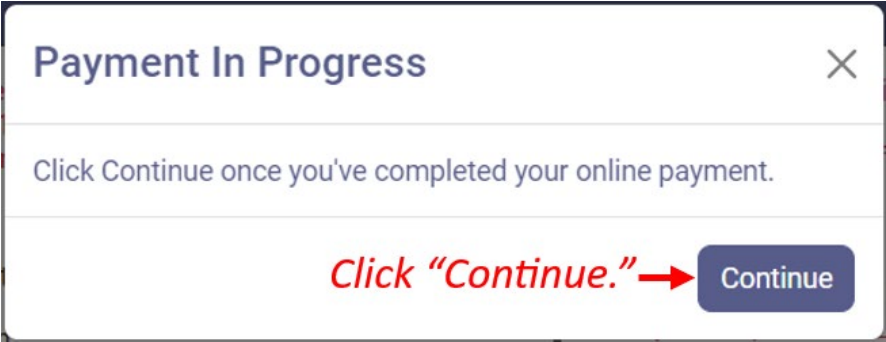 Payment In Progress
Click Continue once you've completed your online payment.
Click “Continue.”
Continue